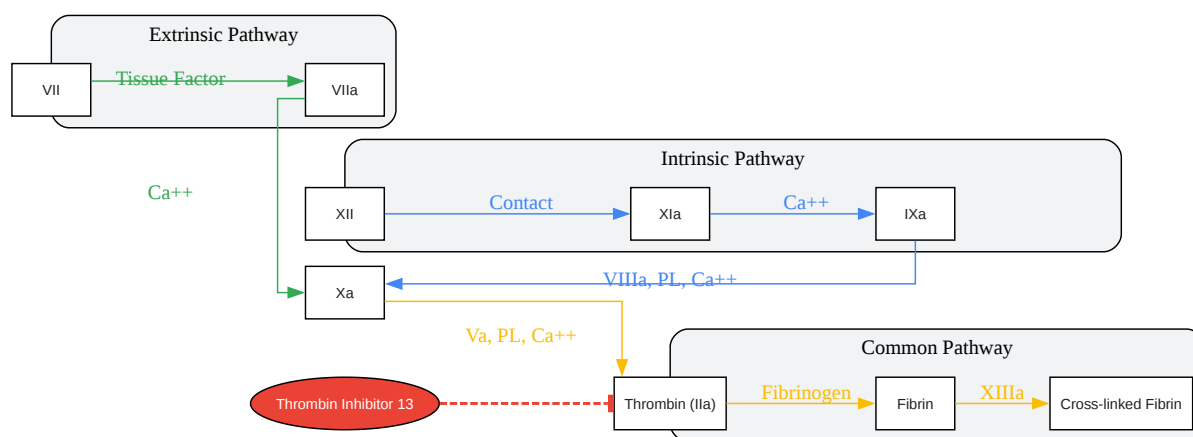 Extrinsic Pathway
VII
Tissue Factor
VIIa
Ca++
Intrinsic Pathway
XII
Contact
XIa
Ca++
IXa
Xa
VIIIa, PL, Ca++
Va, PL, Ca++
Common Pathway
Thrombin Inhibitor 13
Thrombin (IIa)
Fibrinogen
Fibrin
XIIIa
Cross-linked Fibrin